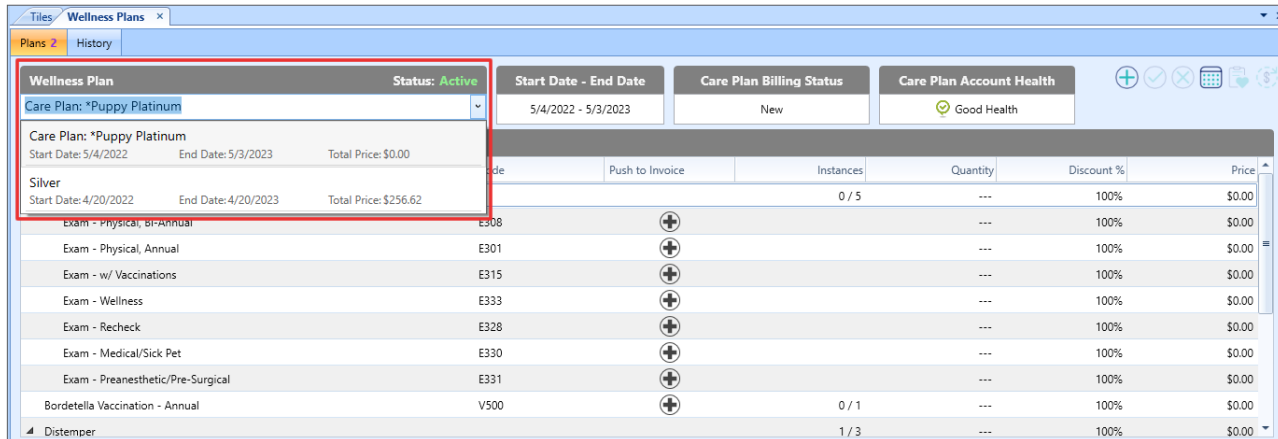 Tiles Wellness Plans ×
Plans 2 History
Wellness Plan Status: Active Start Date - End Date Care Plan Billing Status Care Plan Account Health
Care Plan: *Puppy Platinum 5/4/2022 - 5/3/2023 New Good Health
Care Plan: *Puppy Platinum
Start Date: 5/4/2022 End Date: 5/3/2023 Total Price: $0.00
Push to Invoice Instances Quantity Discount % Price
Silver 0 / 5 --- 100% $0.00
Start Date: 4/20/2022 End Date: 4/20/2023 Total Price: $256.62
Exam - Physical, Bi-Annual E308 --- 100% $0.00
Exam - Physical, Annual E301 --- 100% $0.00
Exam - w/ Vaccinations E315 --- 100% $0.00
Exam - Wellness E333 --- 100% $0.00
Exam - Recheck E328 --- 100% $0.00
Exam - Medical/Sick Pet E330 --- 100% $0.00
Exam - Preanesthetic/Pre-Surgical E331 --- 100% $0.00
Bordetella Vaccination - Annual V500 0 / 1 --- 100% $0.00
Distemper 1 / 3 --- 100% $0.00